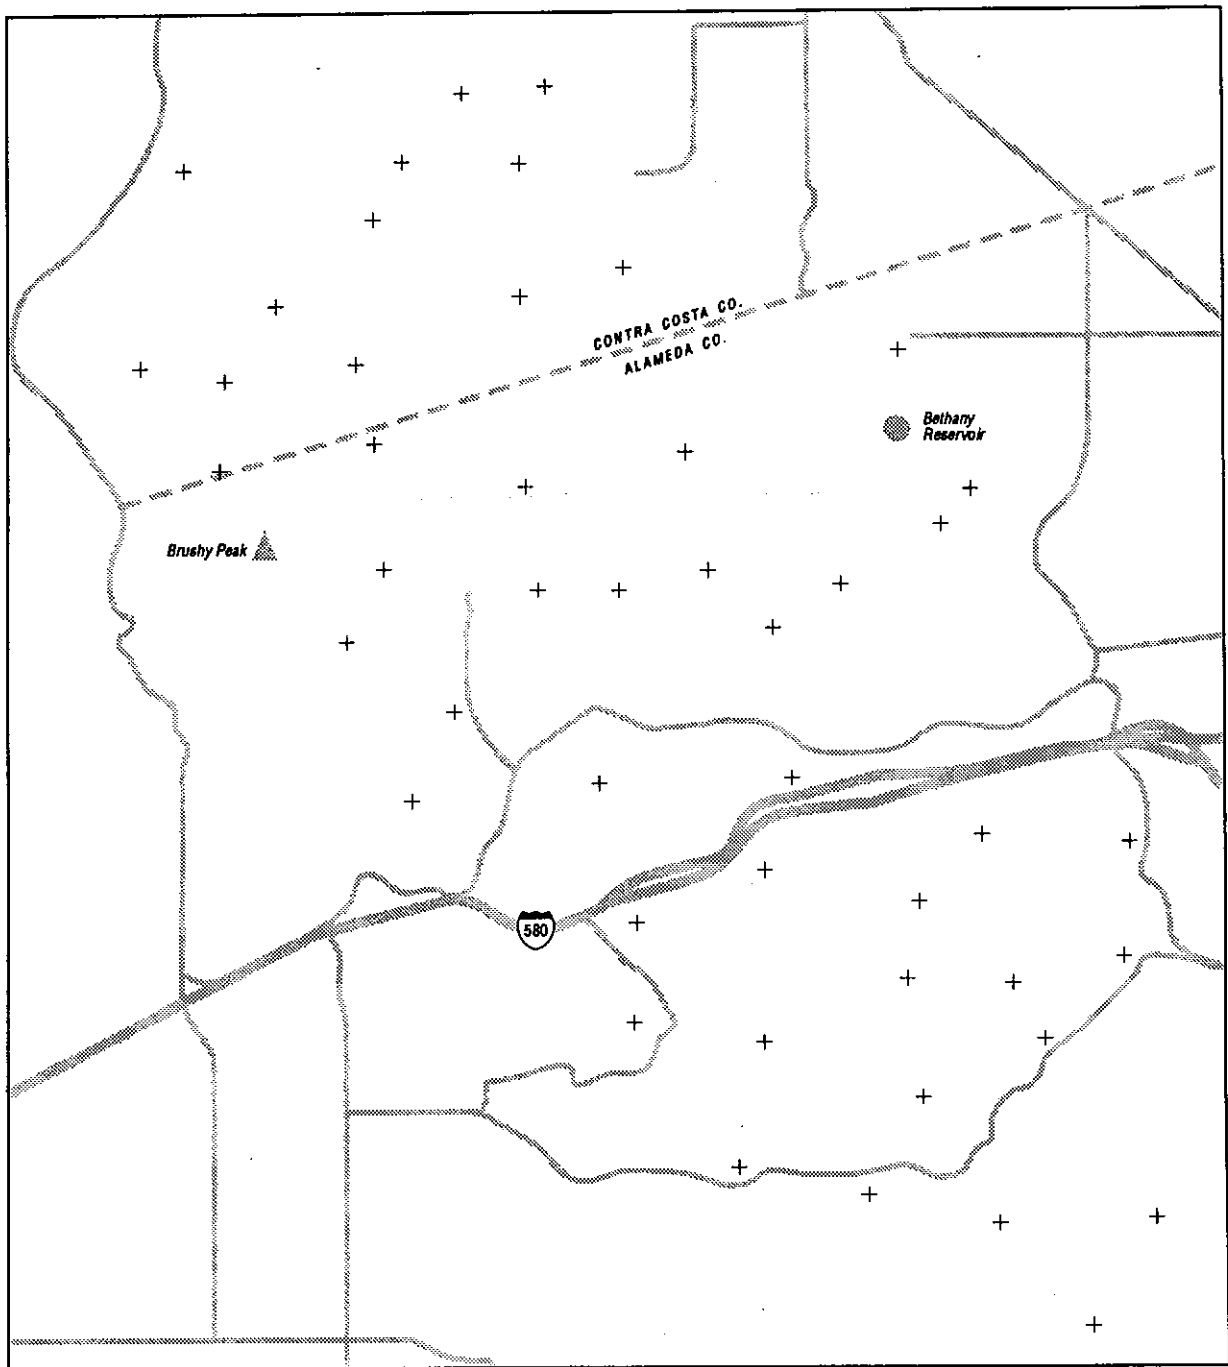 CONTRA COSTA CO.
ALAMEDA CO.
Bethany
Reservoir
Brushy Peak
580